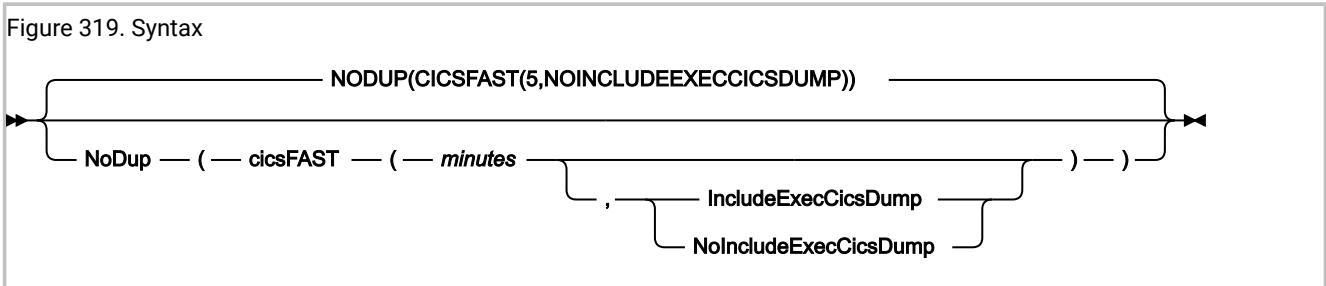 Figure 319. Syntax
NODUP(CICSFAST(5,NOINCLUDEEXECCICSDUMP))
NoDup ( cicsFAST ( minutes ) )
, IncludeExecCicsDump
NoIncludeExecCicsDump